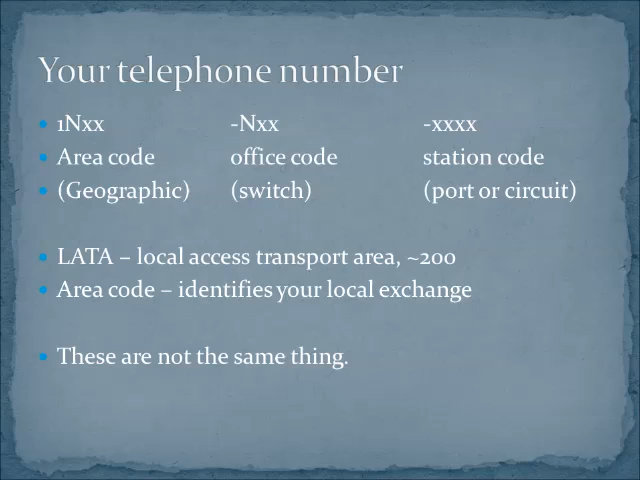 Your telephone number
• 1Nxx -Nxx -xxxx
• Area code office code station code
• (Geographic) (switch) (port or circuit)
• LATA – local access transport area, ~200
• Area code – identifies your local exchange
• These are not the same thing.